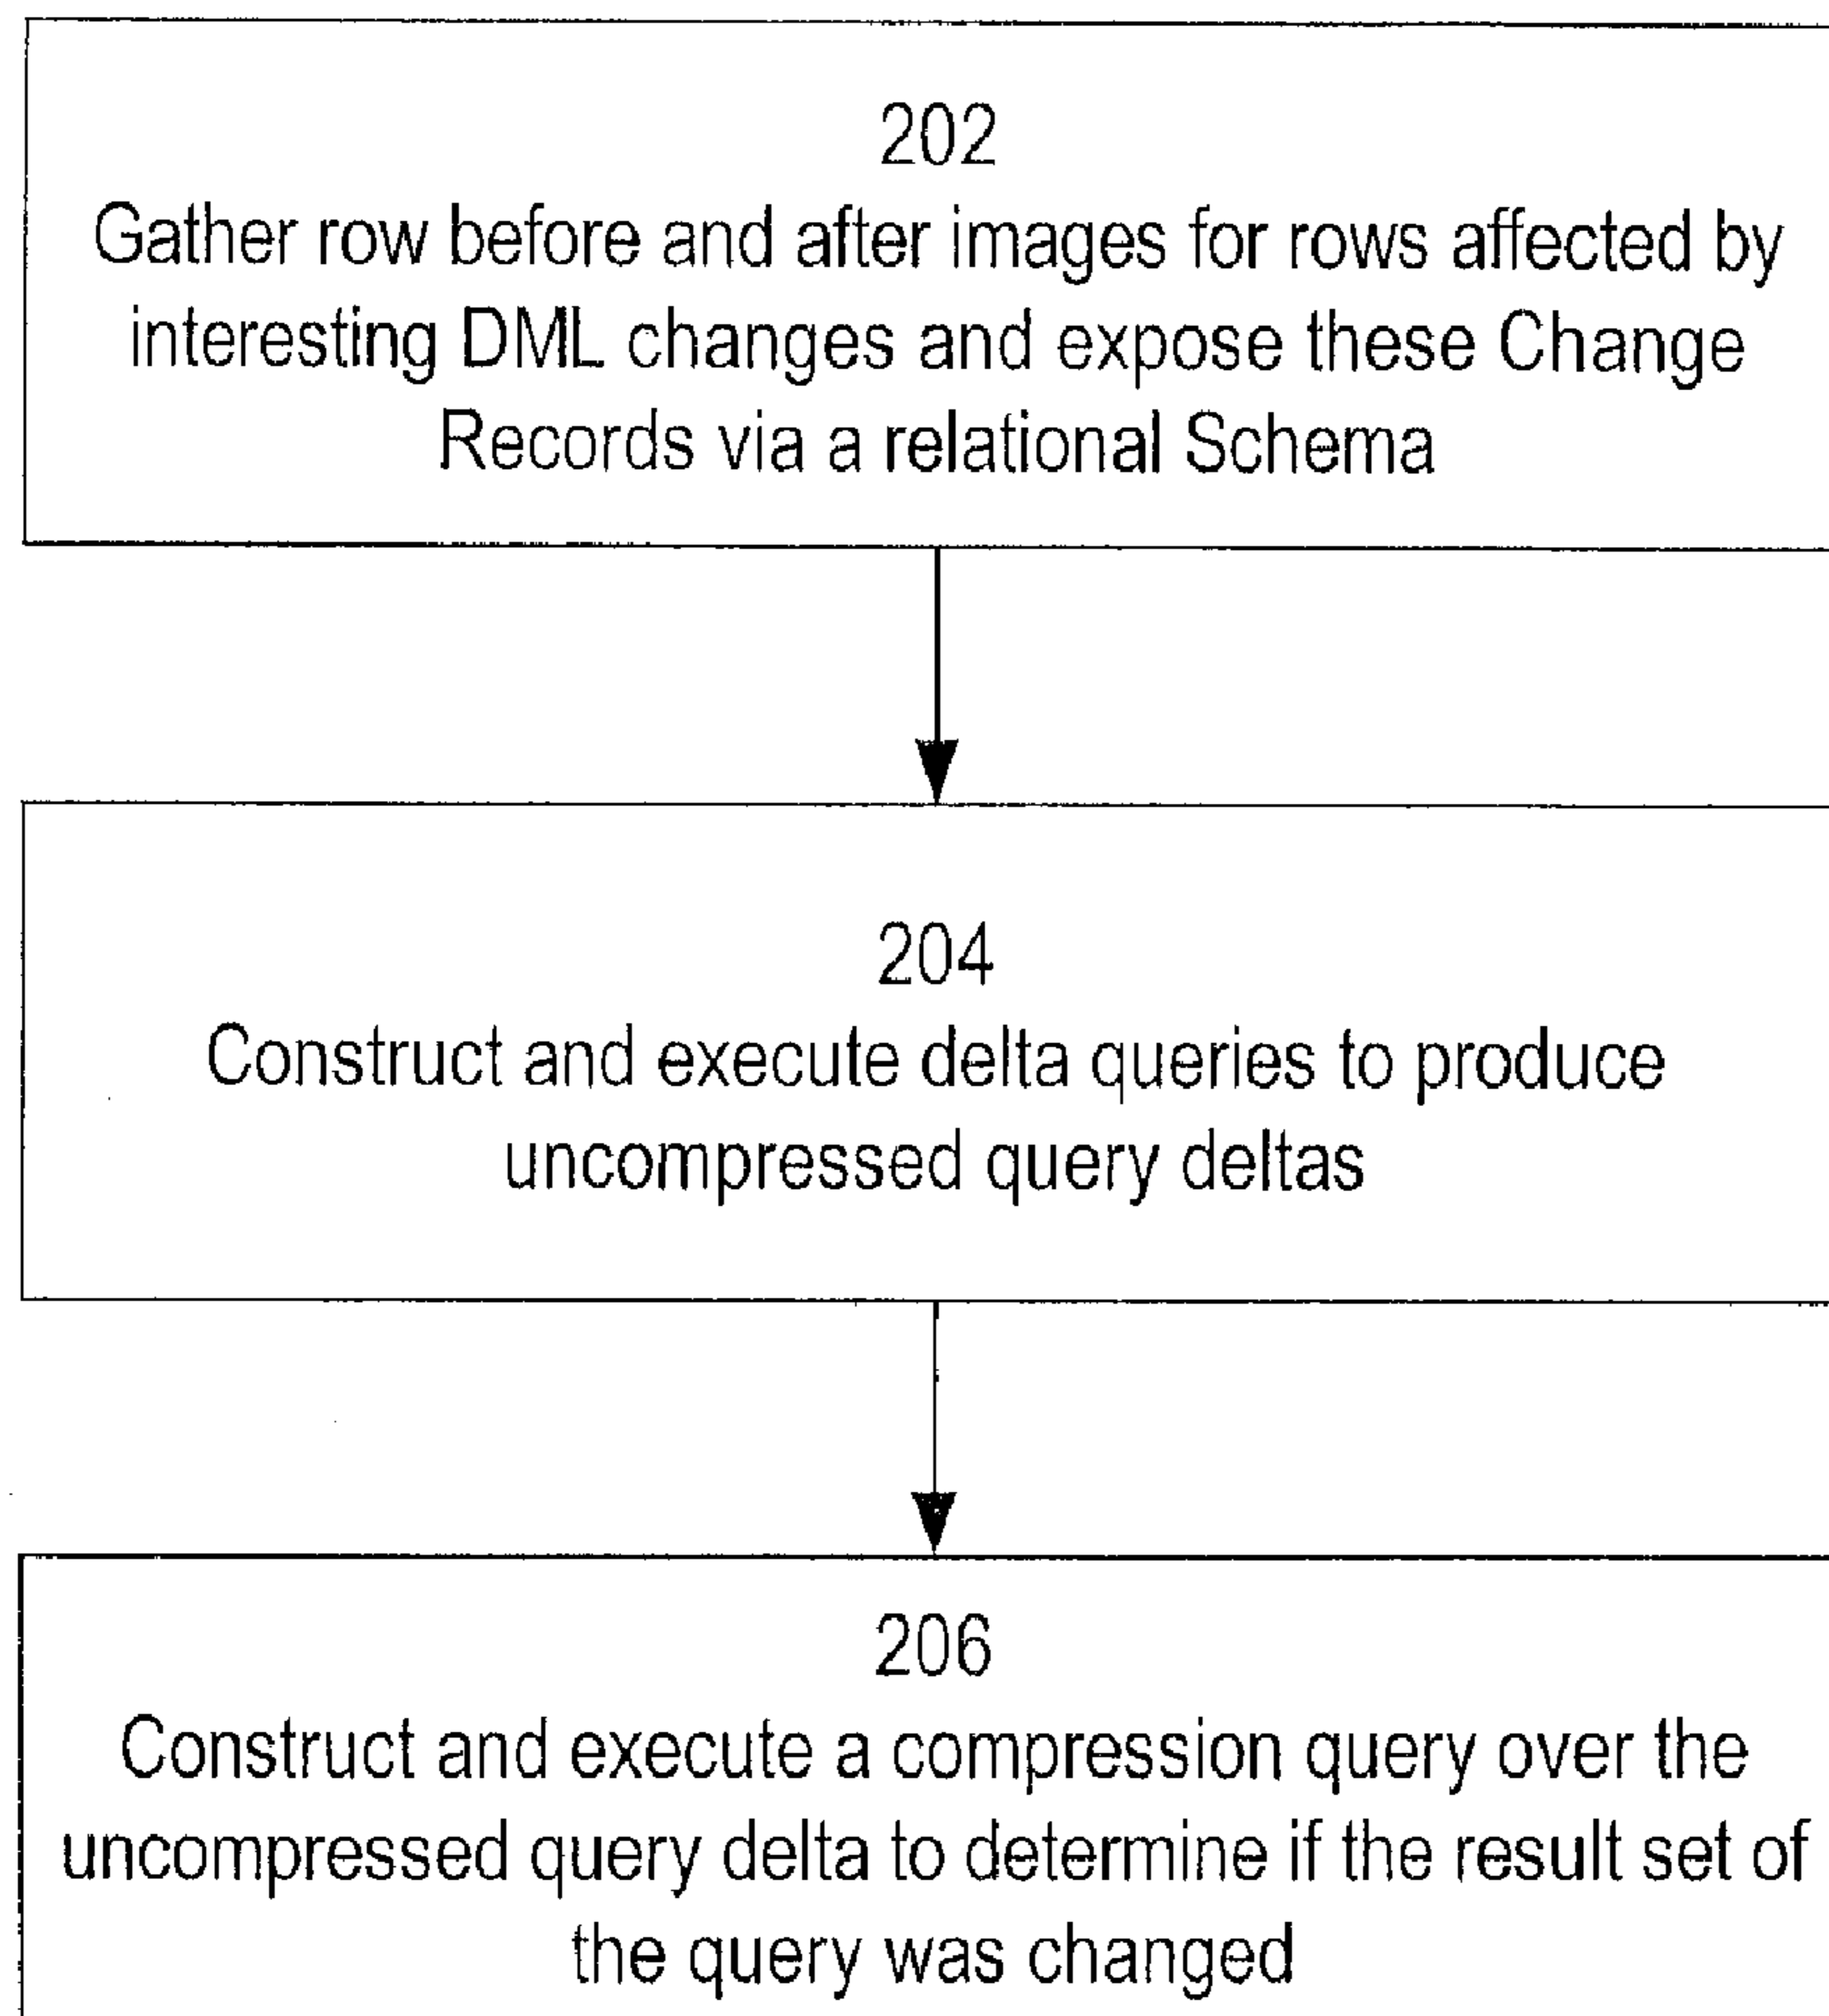 202
Gather row before and after images for rows affected by
interesting DML changes and expose these Change
Records via a relational Schema
204
Construct and execute delta queries to produce
uncompressed query deltas
206
Construct and execute a compression query over the
uncompressed query delta to determine if the result set of
the query was changed